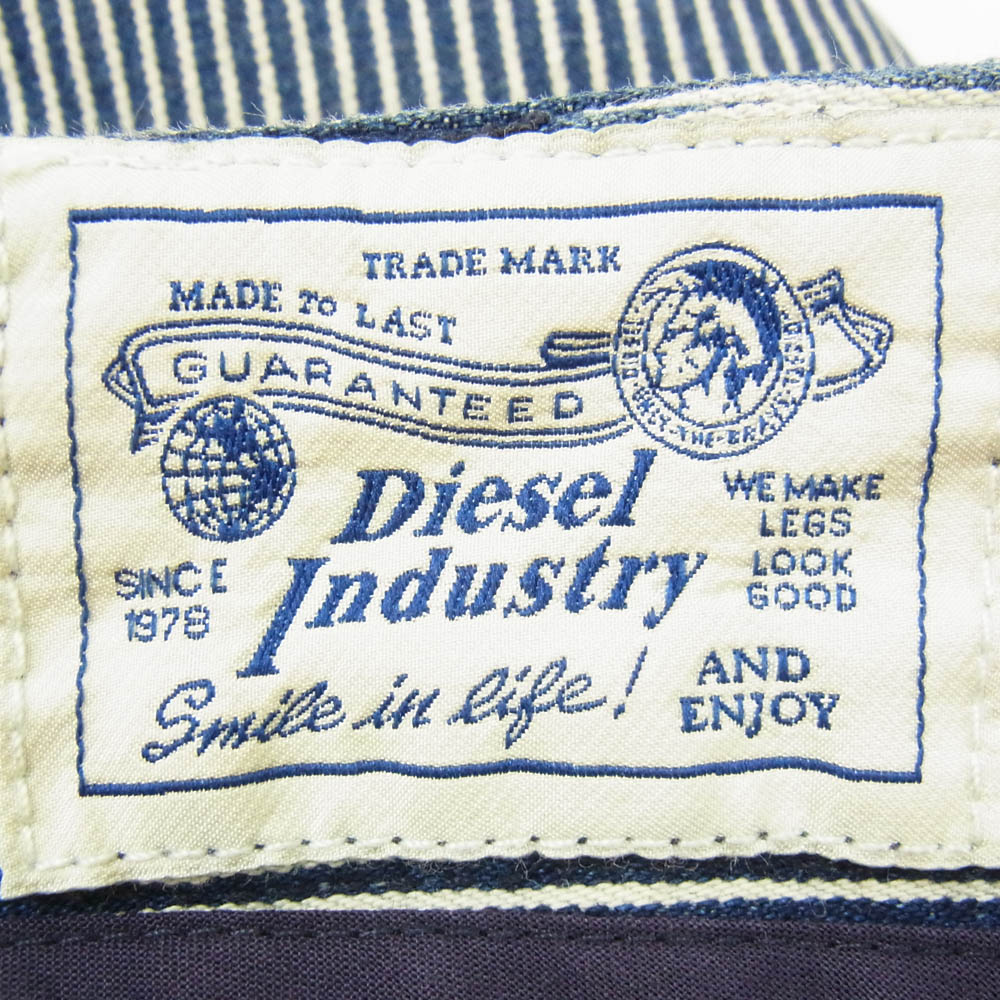 TRADE MARK
MADE To LAST
GUARANTEED
Diesel
Industry
WE MAKE
LEGS
LOOK
GOOD
SINCE
1978
Smile in life!
AND
ENJOY